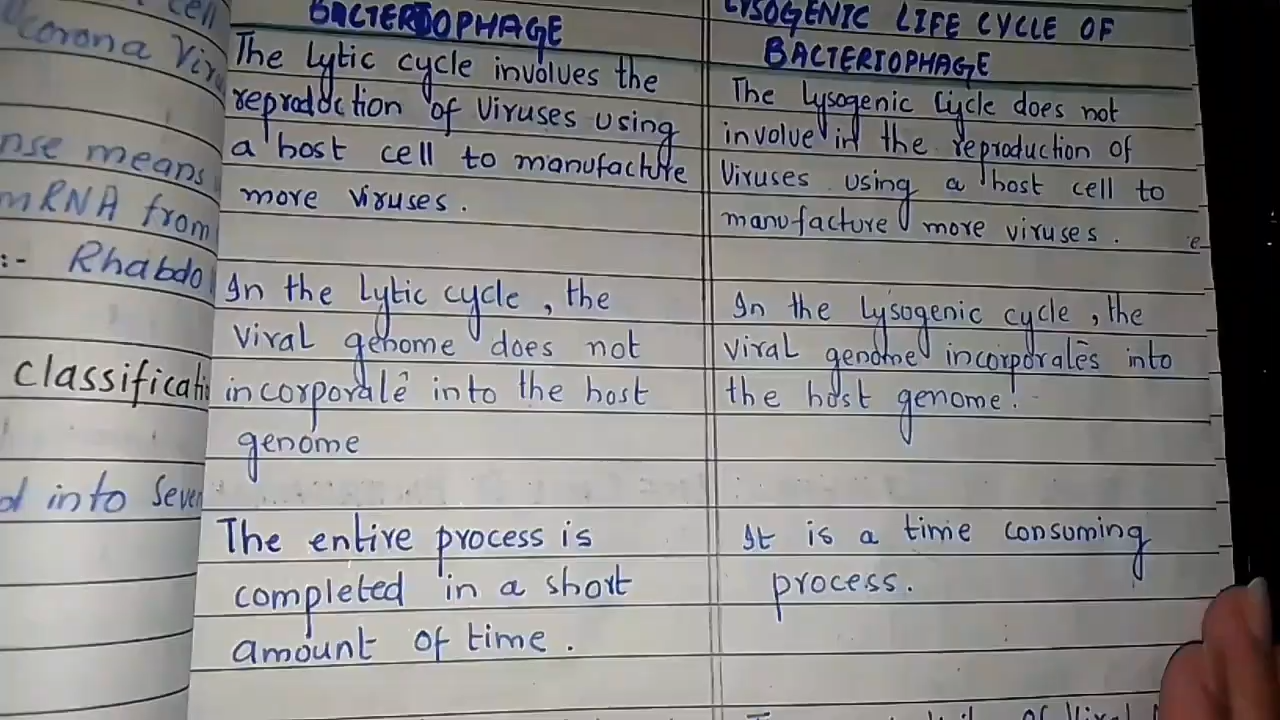 cell
Corona Vir
nse means
mRNA from
:- Rhabdo
Classificati
d into Seven
BACTERIOPHAGE
The Lytic cycle involves the
reproduction of Viruses using
a host cell to manufacture
more viruses.
In the Lytic cycle, the
Viral genome does not
incorporate into the host
genome
The entire process is
completed in a short
amount of time.
LYSOGENIC LIFE CYCLE OF
BACTERIOPHAGE
The Lysogenic Cycle does not
involve in the reproduction of
Viruses using a host cell to
manufacture more viruses.
In the Lysogenic cycle, the
viral genome incorporates into
the host genome.
It is a time consuming
process.
of Viral